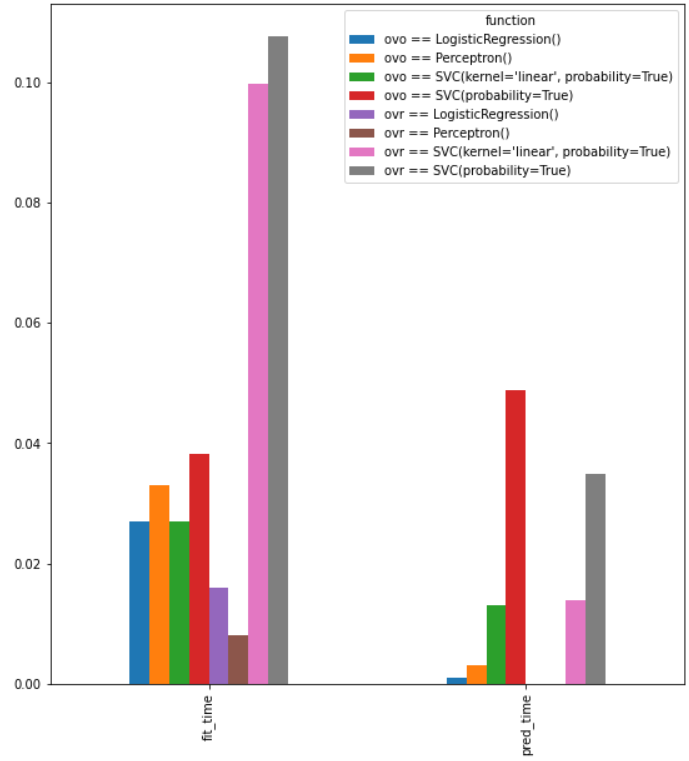 function
ovo == LogisticRegression()
ovo == Perceptron()
ovo == SVC(kernel='linear', probability=True)
ovo == SVC(probability=True)
ovr == LogisticRegression()
ovr == Perceptron()
ovr == SVC(kernel='linear', probability=True)
ovr == SVC(probability=True)
0.10
0.08
0.06
0.04
0.02
0.00
fit_time
pred_time